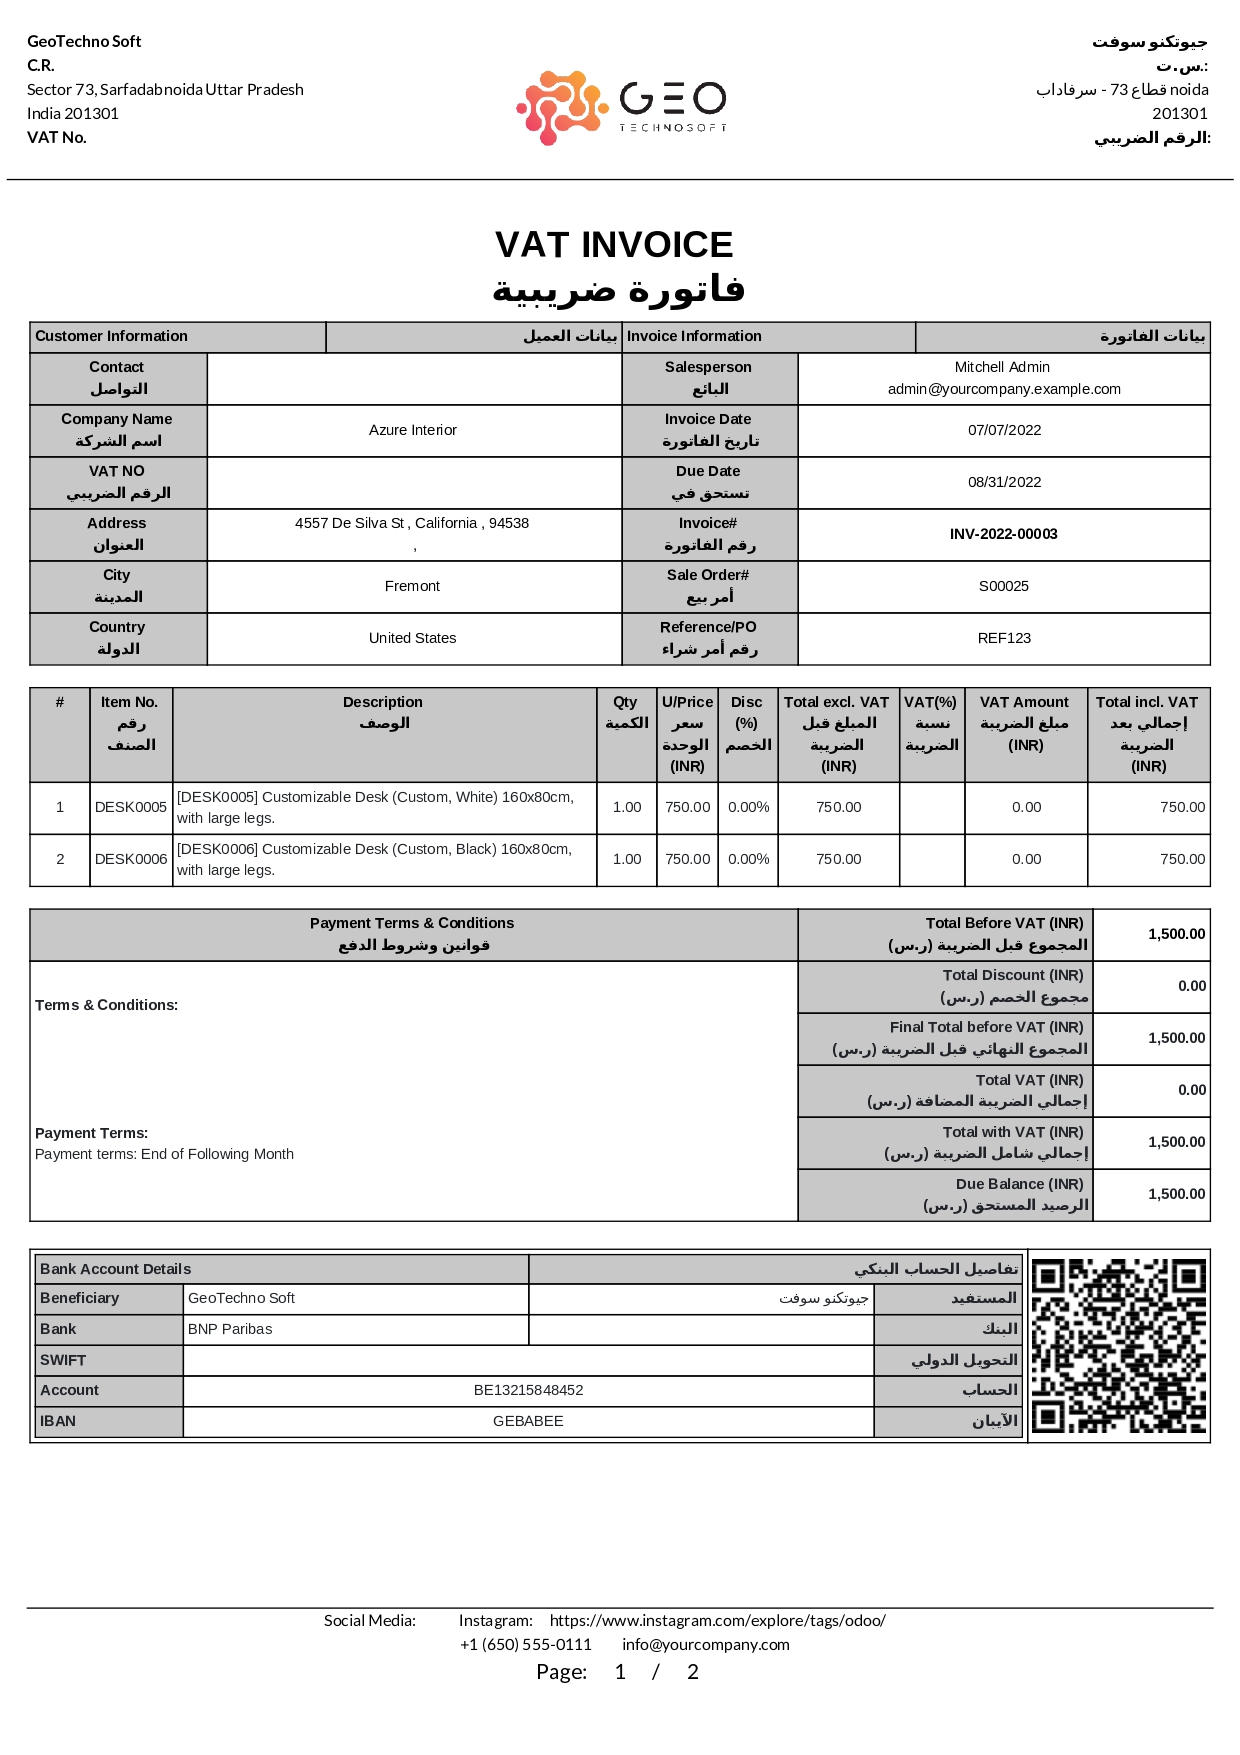 GeoTechno Soft
C.R.
Sector 73, Sarfadabnoida Uttar Pradesh
India 201301
VAT No.
GEO
TECHNOSOFT
جيوتكنو سوفت
س.ت.:
قطاع 73 - سرفاداب noida
201301
الرقم الضريبي:
VAT INVOICE
فاتورة ضريبية
Customer Information بيانات العميل Invoice Information بيانات الفاتورة
Contact Salesperson Mitchell Admin
التواصل البائع admin@yourcompany.example.com
Company Name Azure Interior Invoice Date 07/07/2022
اسم الشركة تاريخ الفاتورة
VAT NO Due Date 08/31/2022
الرقم الضريبي تستحق في
Address 4557 De Silva St , California , 94538 Invoice# INV-2022-00003
العنوان , رقم الفاتورة
City Fremont Sale Order# S00025
المدينة أمر بيع
Country United States Reference/PO REF123
الدولة رقم أمر شراء
# Item No. Description Qty U/Price Disc Total excl. VAT VAT(%) VAT Amount Total incl. VAT
رقم الوصف الكمية سعر (%) المبلغ قبل نسبة مبلغ الضريبة إجمالي بعد
الصنف الوحدة الخصم الضريبة الضريبة (INR) الضريبة
(INR) (INR) (INR)
1 DESK0005 [DESK0005] Customizable Desk (Custom, White) 160x80cm, 1.00 750.00 0.00% 750.00 0.00 750.00
with large legs.
2 DESK0006 [DESK0006] Customizable Desk (Custom, Black) 160x80cm, 1.00 750.00 0.00% 750.00 0.00 750.00
with large legs.
Payment Terms & Conditions
قوانين وشروط الدفع
Terms & Conditions:
Payment Terms:
Payment terms: End of Following Month
Total Before VAT (INR) 1,500.00
المجموع قبل الضريبة (ر.س)
Total Discount (INR) 0.00
مجموع الخصم (ر.س)
Final Total before VAT (INR) 1,500.00
المجموع النهائي قبل الضريبة (ر.س)
Total VAT (INR) 0.00
إجمالي الضريبة المضافة (ر.س)
Total with VAT (INR) 1,500.00
إجمالي شامل الضريبة (ر.س)
Due Balance (INR) 1,500.00
الرصيد المستحق (ر.س)
Bank Account Details تفاصيل الحساب البنكي
Beneficiary GeoTechno Soft جيوتكنو سوفت المستفيد
Bank BNP Paribas البنك
SWIFT التحويل الدولي
Account BE13215848452 الحساب
IBAN GEBABEE الآيبان
Social Media: Instagram: https://www.instagram.com/explore/tags/odoo/
+1 (650) 555-0111 info@yourcompany.com
Page: 1 / 2